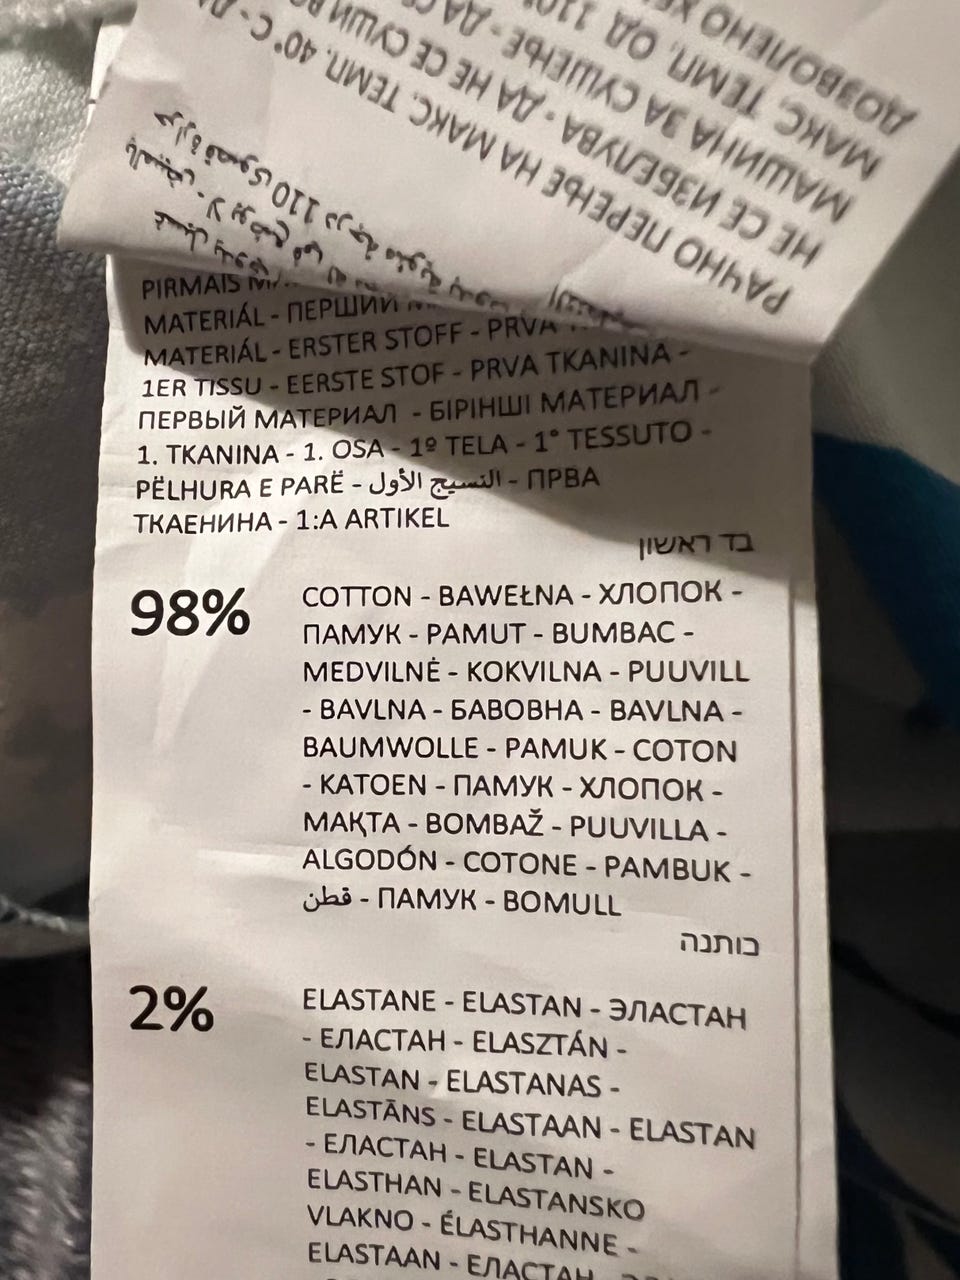 РАЧНО ПЕРЕЊЕ НА МАКС. ТЕМП. 40°C - ДА
НЕ СЕ ИЗБЕЛУВА - ДА НЕ СЕ СУШИ
МАШИНА ЗА СУШЕЊЕ -
МАКС. ТЕМП. ОД 110°
ДОЗВОЛЕНО
PIRMAIS
MATERIÁL - ПЕРШИЙ
MATERIÁL - ERSTER STOFF - PRVA
1ER TISSU - EERSTE STOF - PRVA TKANINA -
ПЕРВЫЙ МАТЕРИАЛ - БІРІНШІ МАТЕРИАЛ -
1. TKANINA - 1. OSA - 1º TELA - 1° TESSUTO -
PËLHURA E PARË - النسيج الأول - ПРВА
ТКАЕНИНА - 1:A ARTIKEL
בד ראשון
98%
COTTON - BAWEŁNA - ХЛОПОК -
ПАМУК - PAMUT - BUMBAC -
MEDVILNĖ - KOKVILNA - PUUVILL
- BAVLNA - БАВОВНА - BAVLNA -
BAUMWOLLE - PAMUK - COTON
- KATOEN - ПАМУК - ХЛОПОК -
МАҚТА - BOMBAŽ - PUUVILLA -
ALGODÓN - COTONE - PAMBUK -
قطن - ПАМУК - BOMULL
כותנה
2%
ELASTANE - ELASTAN - ЭЛАСТАН
- ЕЛАСТАН - ELASZTÁN -
ELASTAN - ELASTANAS -
ELASTĀNS - ELASTAAN - ELASTAN
- ЕЛАСТАН - ELASTAN -
ELASTHAN - ELASTANSKO
VLAKNO - ÉLASTHANNE -
ELASTAAN - ЕЛАСТАН